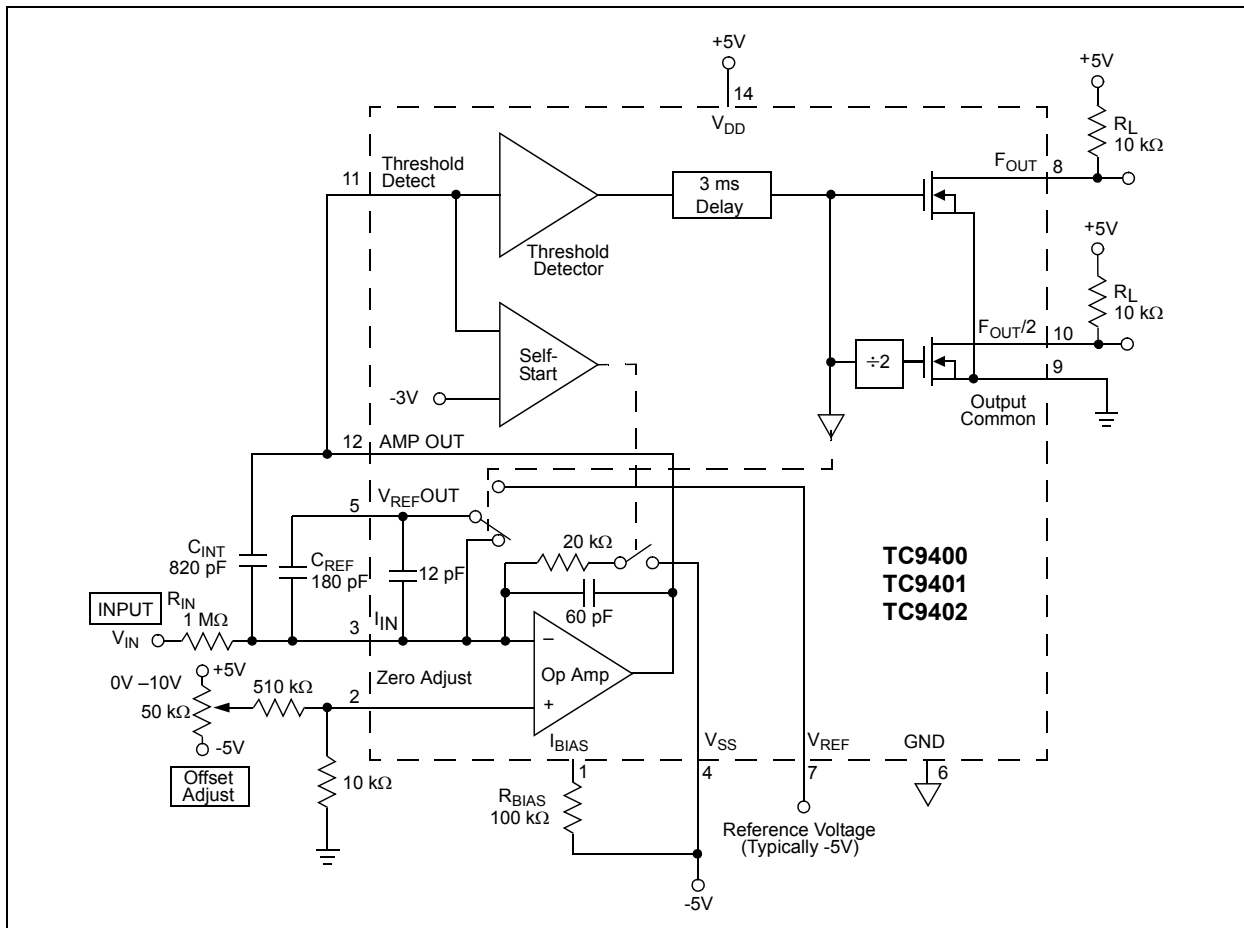 +5V
14
VDD
+5V
RL
10 kΩ
FOUT
8
11
Threshold
Detect
3 ms
Delay
Threshold
Detector
+5V
RL
10 kΩ
FOUT/2
10
÷2
9
Output
Common
Self-
Start
-3V
12
AMP OUT
5
VREFOUT
CINT
820 pF
CREF
180 pF
12 pF
20 kΩ
60 pF
TC9400
TC9401
TC9402
INPUT
RIN
1 MΩ
VIN
3
IIN
–
Op Amp
+
Zero Adjust
2
0V –10V
+5V
50 kΩ
-5V
510 kΩ
Offset
Adjust
10 kΩ
IBIAS
1
RBIAS
100 kΩ
VSS
4
VREF
7
GND
6
Reference Voltage
(Typically -5V)
-5V